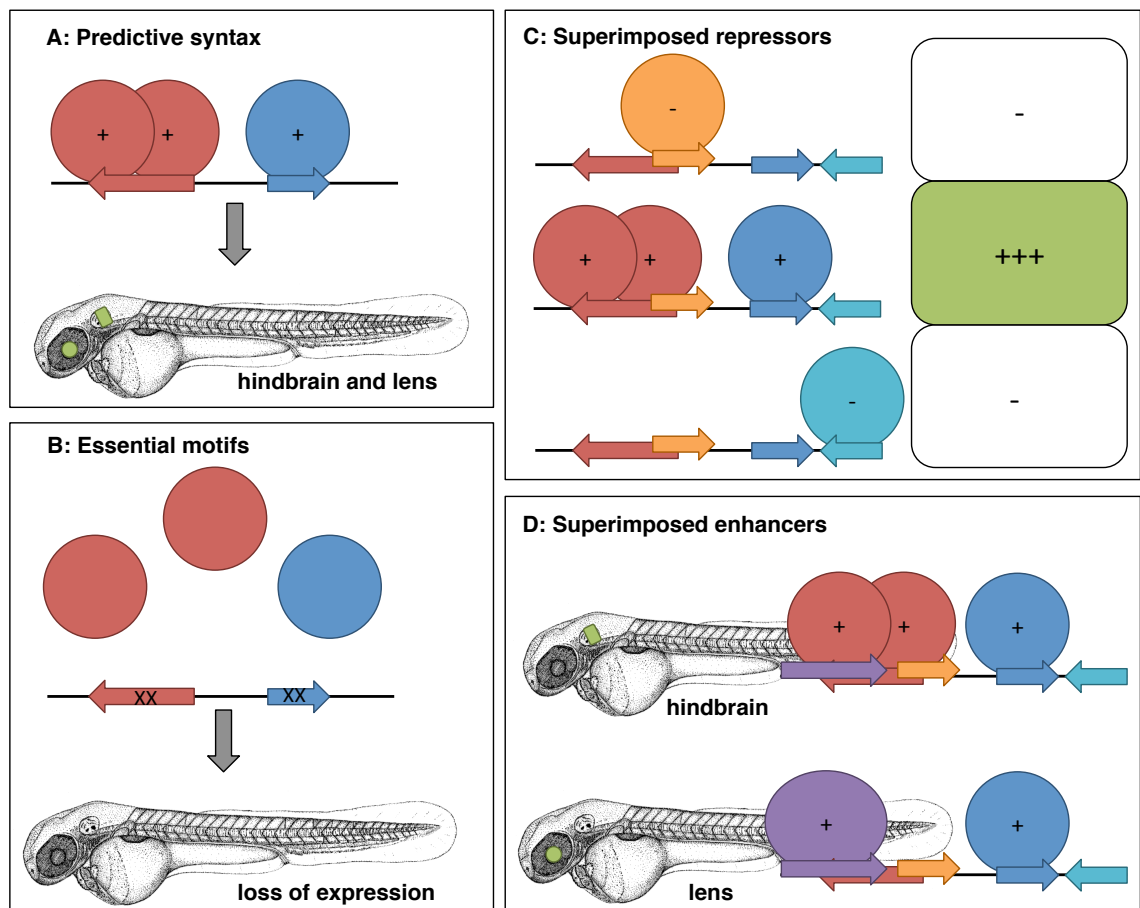 A: Predictive syntax
+ + +
hindbrain and lens
B: Essential motifs
XX XX
loss of expression
C: Superimposed repressors
- -
+ + + +++
- -
D: Superimposed enhancers
+ + +
hindbrain
+ +
lens